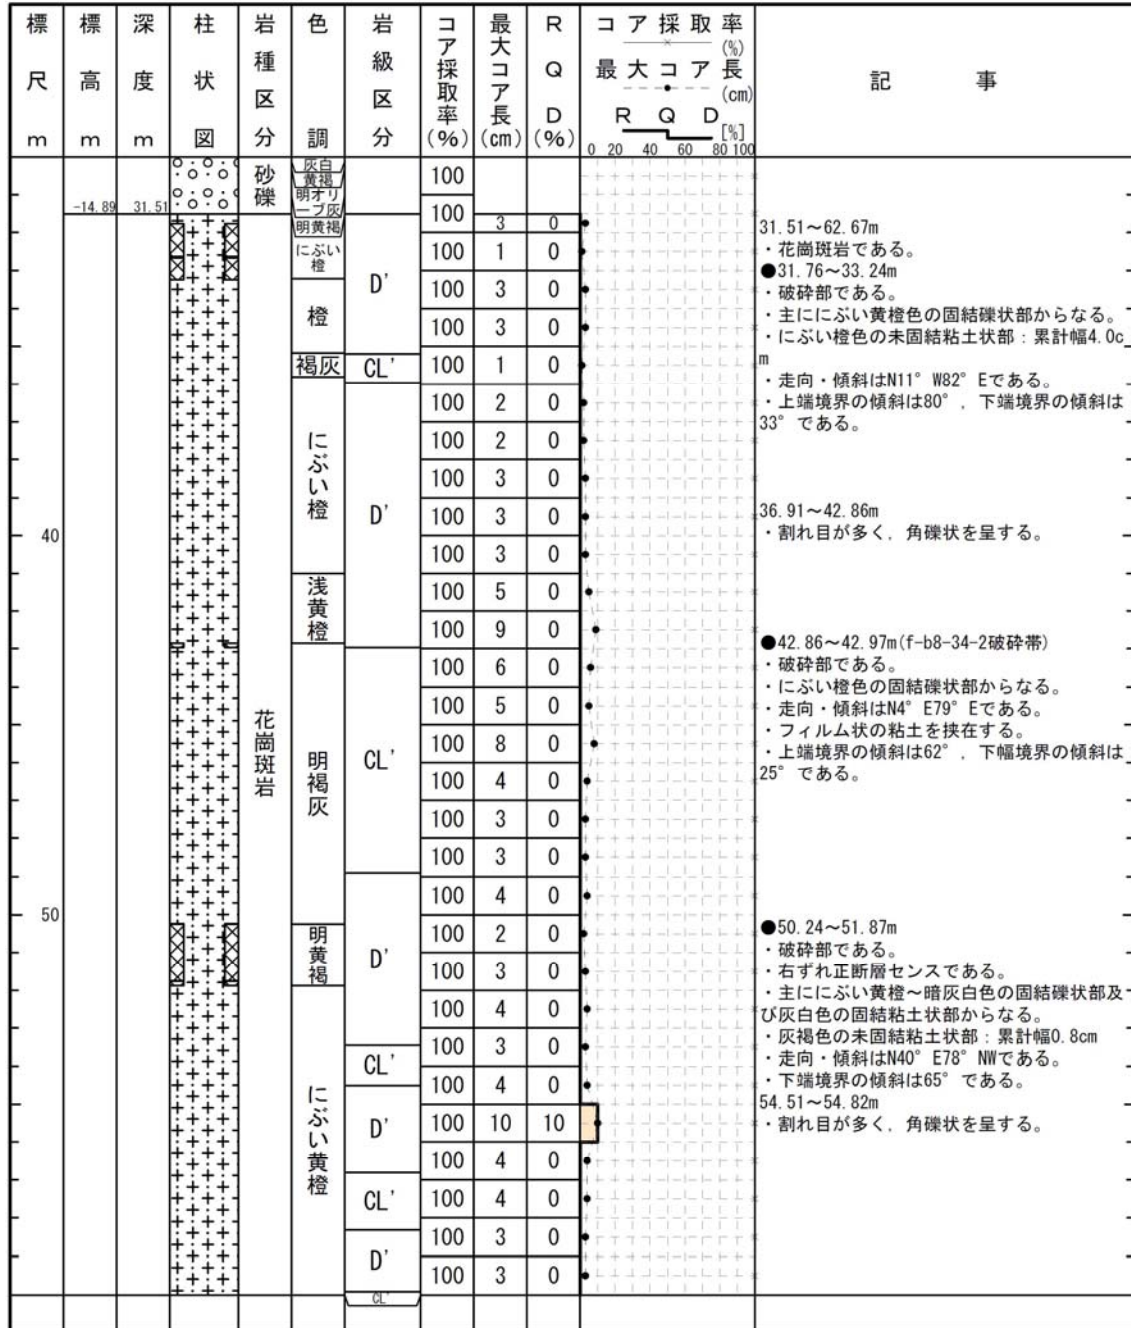 標尺 m
標高 m
深度 m
柱状図
岩種区分
色調
岩級区分
コア採取率(%)
最大コア長(cm)
RQD(%)
コア採取率(%)
最大コア長(cm)
RQD[%]
0 20 40 60 80 100
記事
-14.89 31.51
40
50
砂礫
花崗斑岩
灰白
黄褐
明オリーブ灰
明黄褐
にぶい橙
橙
褐灰
にぶい橙
浅黄橙
明褐灰
明黄褐
にぶい黄橙
D'
CL'
D'
CL'
D'
CL'
D'
CL'
D'
CL'
100
100 3 0
100 1 0
100 3 0
100 3 0
100 1 0
100 2 0
100 2 0
100 3 0
100 3 0
100 3 0
100 5 0
100 9 0
100 6 0
100 5 0
100 8 0
100 4 0
100 3 0
100 3 0
100 4 0
100 2 0
100 3 0
100 4 0
100 3 0
100 4 0
100 10 10
100 4 0
100 4 0
100 3 0
100 3 0
31.51～62.67m
・花崗斑岩である。
●31.76～33.24m
・破砕部である。
・主ににぶい黄橙色の固結礫状部からなる。
・にぶい橙色の未固結粘土状部：累計幅4.0c
m
・走向・傾斜はN11°W82°Eである。
・上端境界の傾斜は80°，下端境界の傾斜は
33°である。
36.91～42.86m
・割れ目が多く，角礫状を呈する。
●42.86～42.97m(f-b8-34-2破砕帯)
・破砕部である。
・にぶい橙色の固結礫状部からなる。
・走向・傾斜はN4°E79°Eである。
・フィルム状の粘土を挟在する。
・上端境界の傾斜は62°，下幅境界の傾斜は
25°である。
●50.24～51.87m
・破砕部である。
・右ずれ正断層センスである。
・主ににぶい黄橙～暗灰白色の固結礫状部及
び灰白色の固結粘土状部からなる。
・灰褐色の未固結粘土状部：累計幅0.8cm
・走向・傾斜はN40°E78°NWである。
・下端境界の傾斜は65°である。
54.51～54.82m
・割れ目が多く，角礫状を呈する。